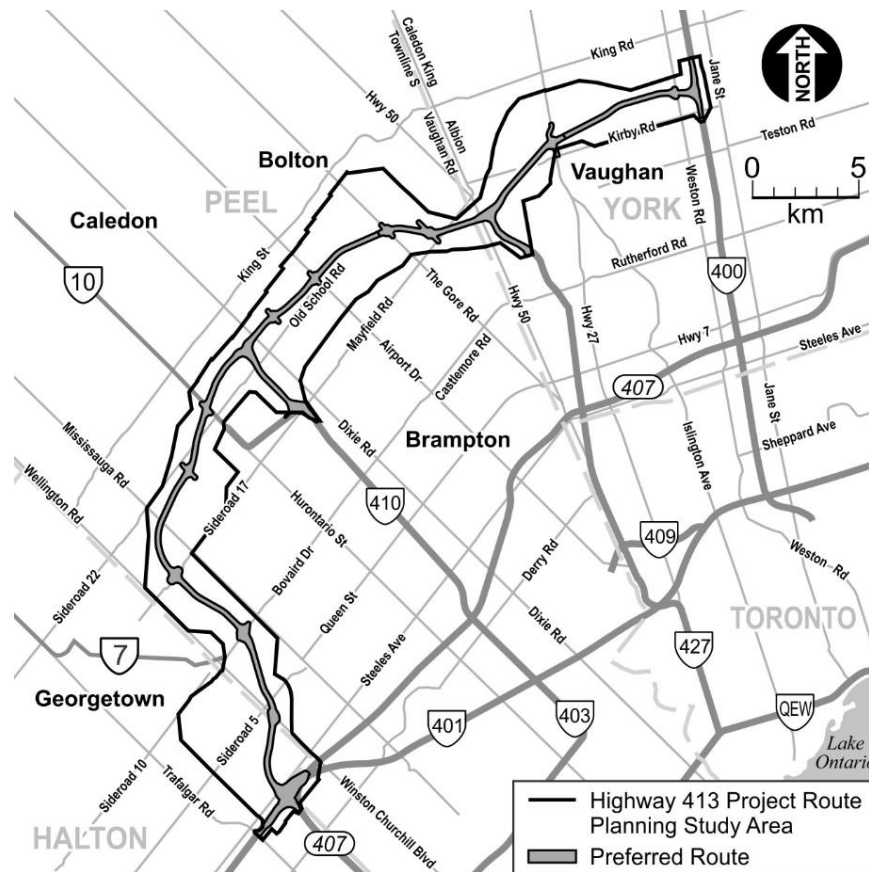 King Rd
Caledon King
Townline S
Jane St
NORTH
Hwy 50
Albion
Vaughan Rd
Kirby Rd
Teston Rd
Bolton
Vaughan
PEEL
YORK
Weston Rd
0 5
km
Caledon
King St
Rutherford Rd
10
400
Old School Rd
The Gore Rd
Hwy 50
Hwy 27
Mayfield Rd
Airport Dr
Castlemore Rd
Hwy 7
Steeles Ave
407
Jane St
Mississauga Rd
Dixie Rd
Brampton
Islington Ave
Sheppard Ave
Wellington Rd
Sideroad 17
410
Hurontario St
409
Weston Rd
Sideroad 22
Bovaird Dr
Derry Rd
Queen St
Dixie Rd
TORONTO
7
427
Georgetown
Steeles Ave
401
403
QEW
Sideroad 5
Lake
Ontario
Sideroad 10
Trafalgar Rd
Winston Churchill Blvd
HALTON
407
Highway 413 Project Route
Planning Study Area
Preferred Route